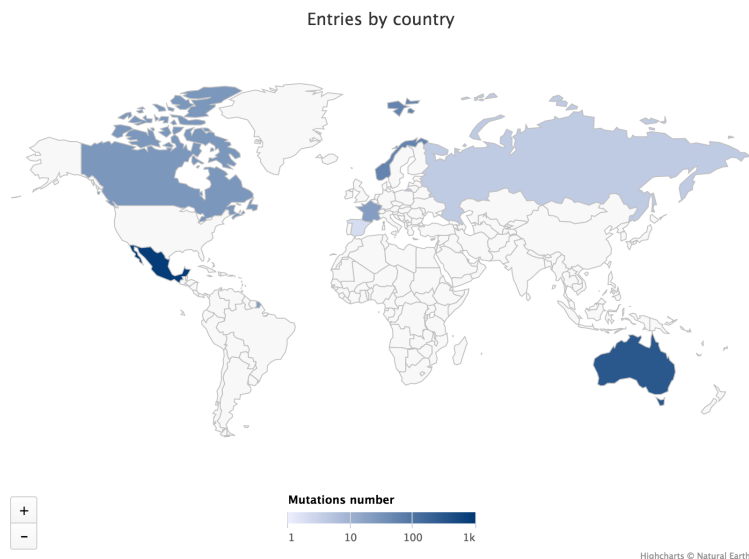 Entries by country
+
−
Mutations number
1 10 100 1k
Highcharts © Natural Earth